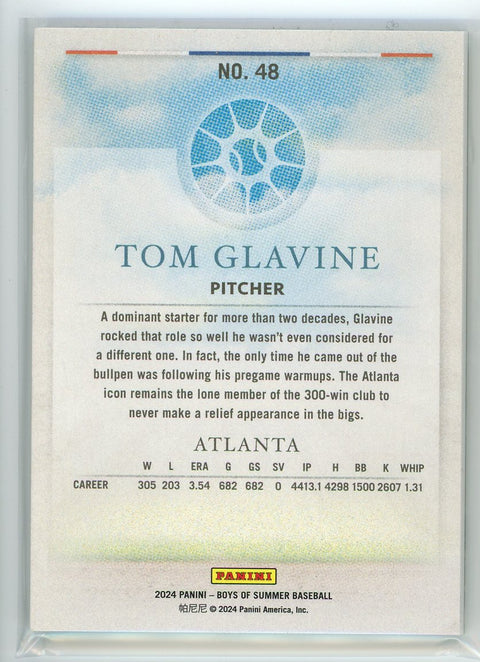 NO. 48
TOM GLAVINE
PITCHER
A dominant starter for more than two decades, Glavine
rocked that role so well he wasn't even considered for
a different one. In fact, the only time he came out of the
bullpen was following his pregame warmups. The Atlanta
icon remains the lone member of the 300-win club to
never make a relief appearance in the bigs.
ATLANTA
W L ERA G GS SV IP H BB K WHIP
CAREER 305 203 3.54 682 682 0 4413.1 4298 1500 2607 1.31
PANINI
2024 PANINI – BOYS OF SUMMER BASEBALL
帕尼尼 © 2024 Panini America, Inc.